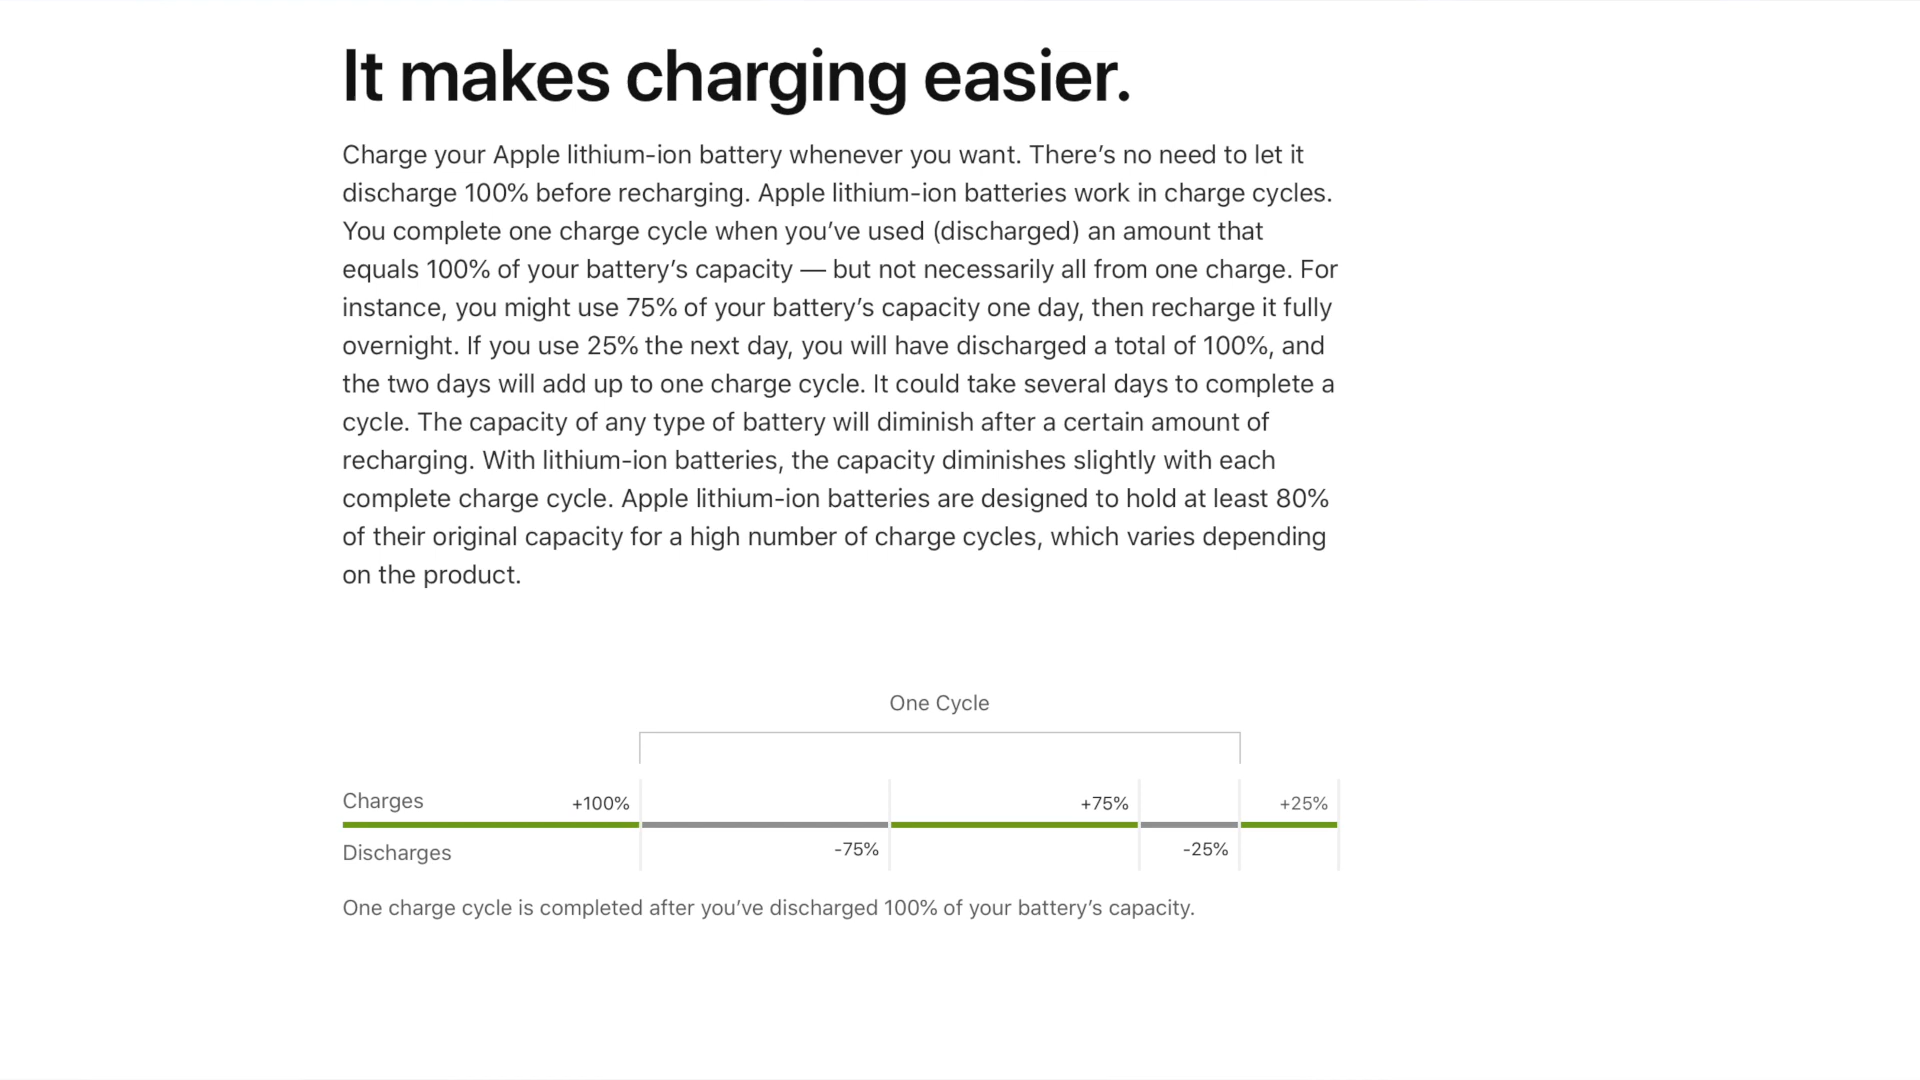 It makes charging easier.
Charge your Apple lithium-ion battery whenever you want. There’s no need to let it
discharge 100% before recharging. Apple lithium-ion batteries work in charge cycles.
You complete one charge cycle when you’ve used (discharged) an amount that
equals 100% of your battery’s capacity — but not necessarily all from one charge. For
instance, you might use 75% of your battery’s capacity one day, then recharge it fully
overnight. If you use 25% the next day, you will have discharged a total of 100%, and
the two days will add up to one charge cycle. It could take several days to complete a
cycle. The capacity of any type of battery will diminish after a certain amount of
recharging. With lithium-ion batteries, the capacity diminishes slightly with each
complete charge cycle. Apple lithium-ion batteries are designed to hold at least 80%
of their original capacity for a high number of charge cycles, which varies depending
on the product.
One Cycle
Charges +100% +75% +25%
Discharges -75% -25%
One charge cycle is completed after you’ve discharged 100% of your battery’s capacity.